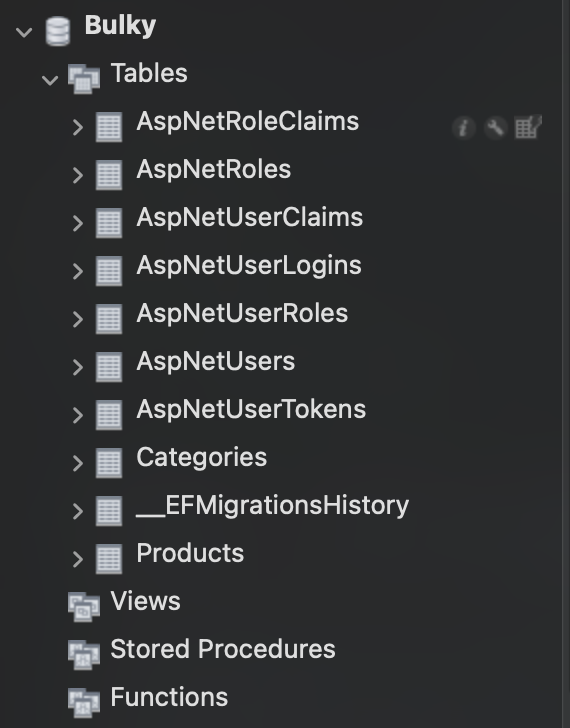 Bulky
Tables
AspNetRoleClaims
AspNetRoles
AspNetUserClaims
AspNetUserLogins
AspNetUserRoles
AspNetUsers
AspNetUserTokens
Categories
__EFMigrationsHistory
Products
Views
Stored Procedures
Functions